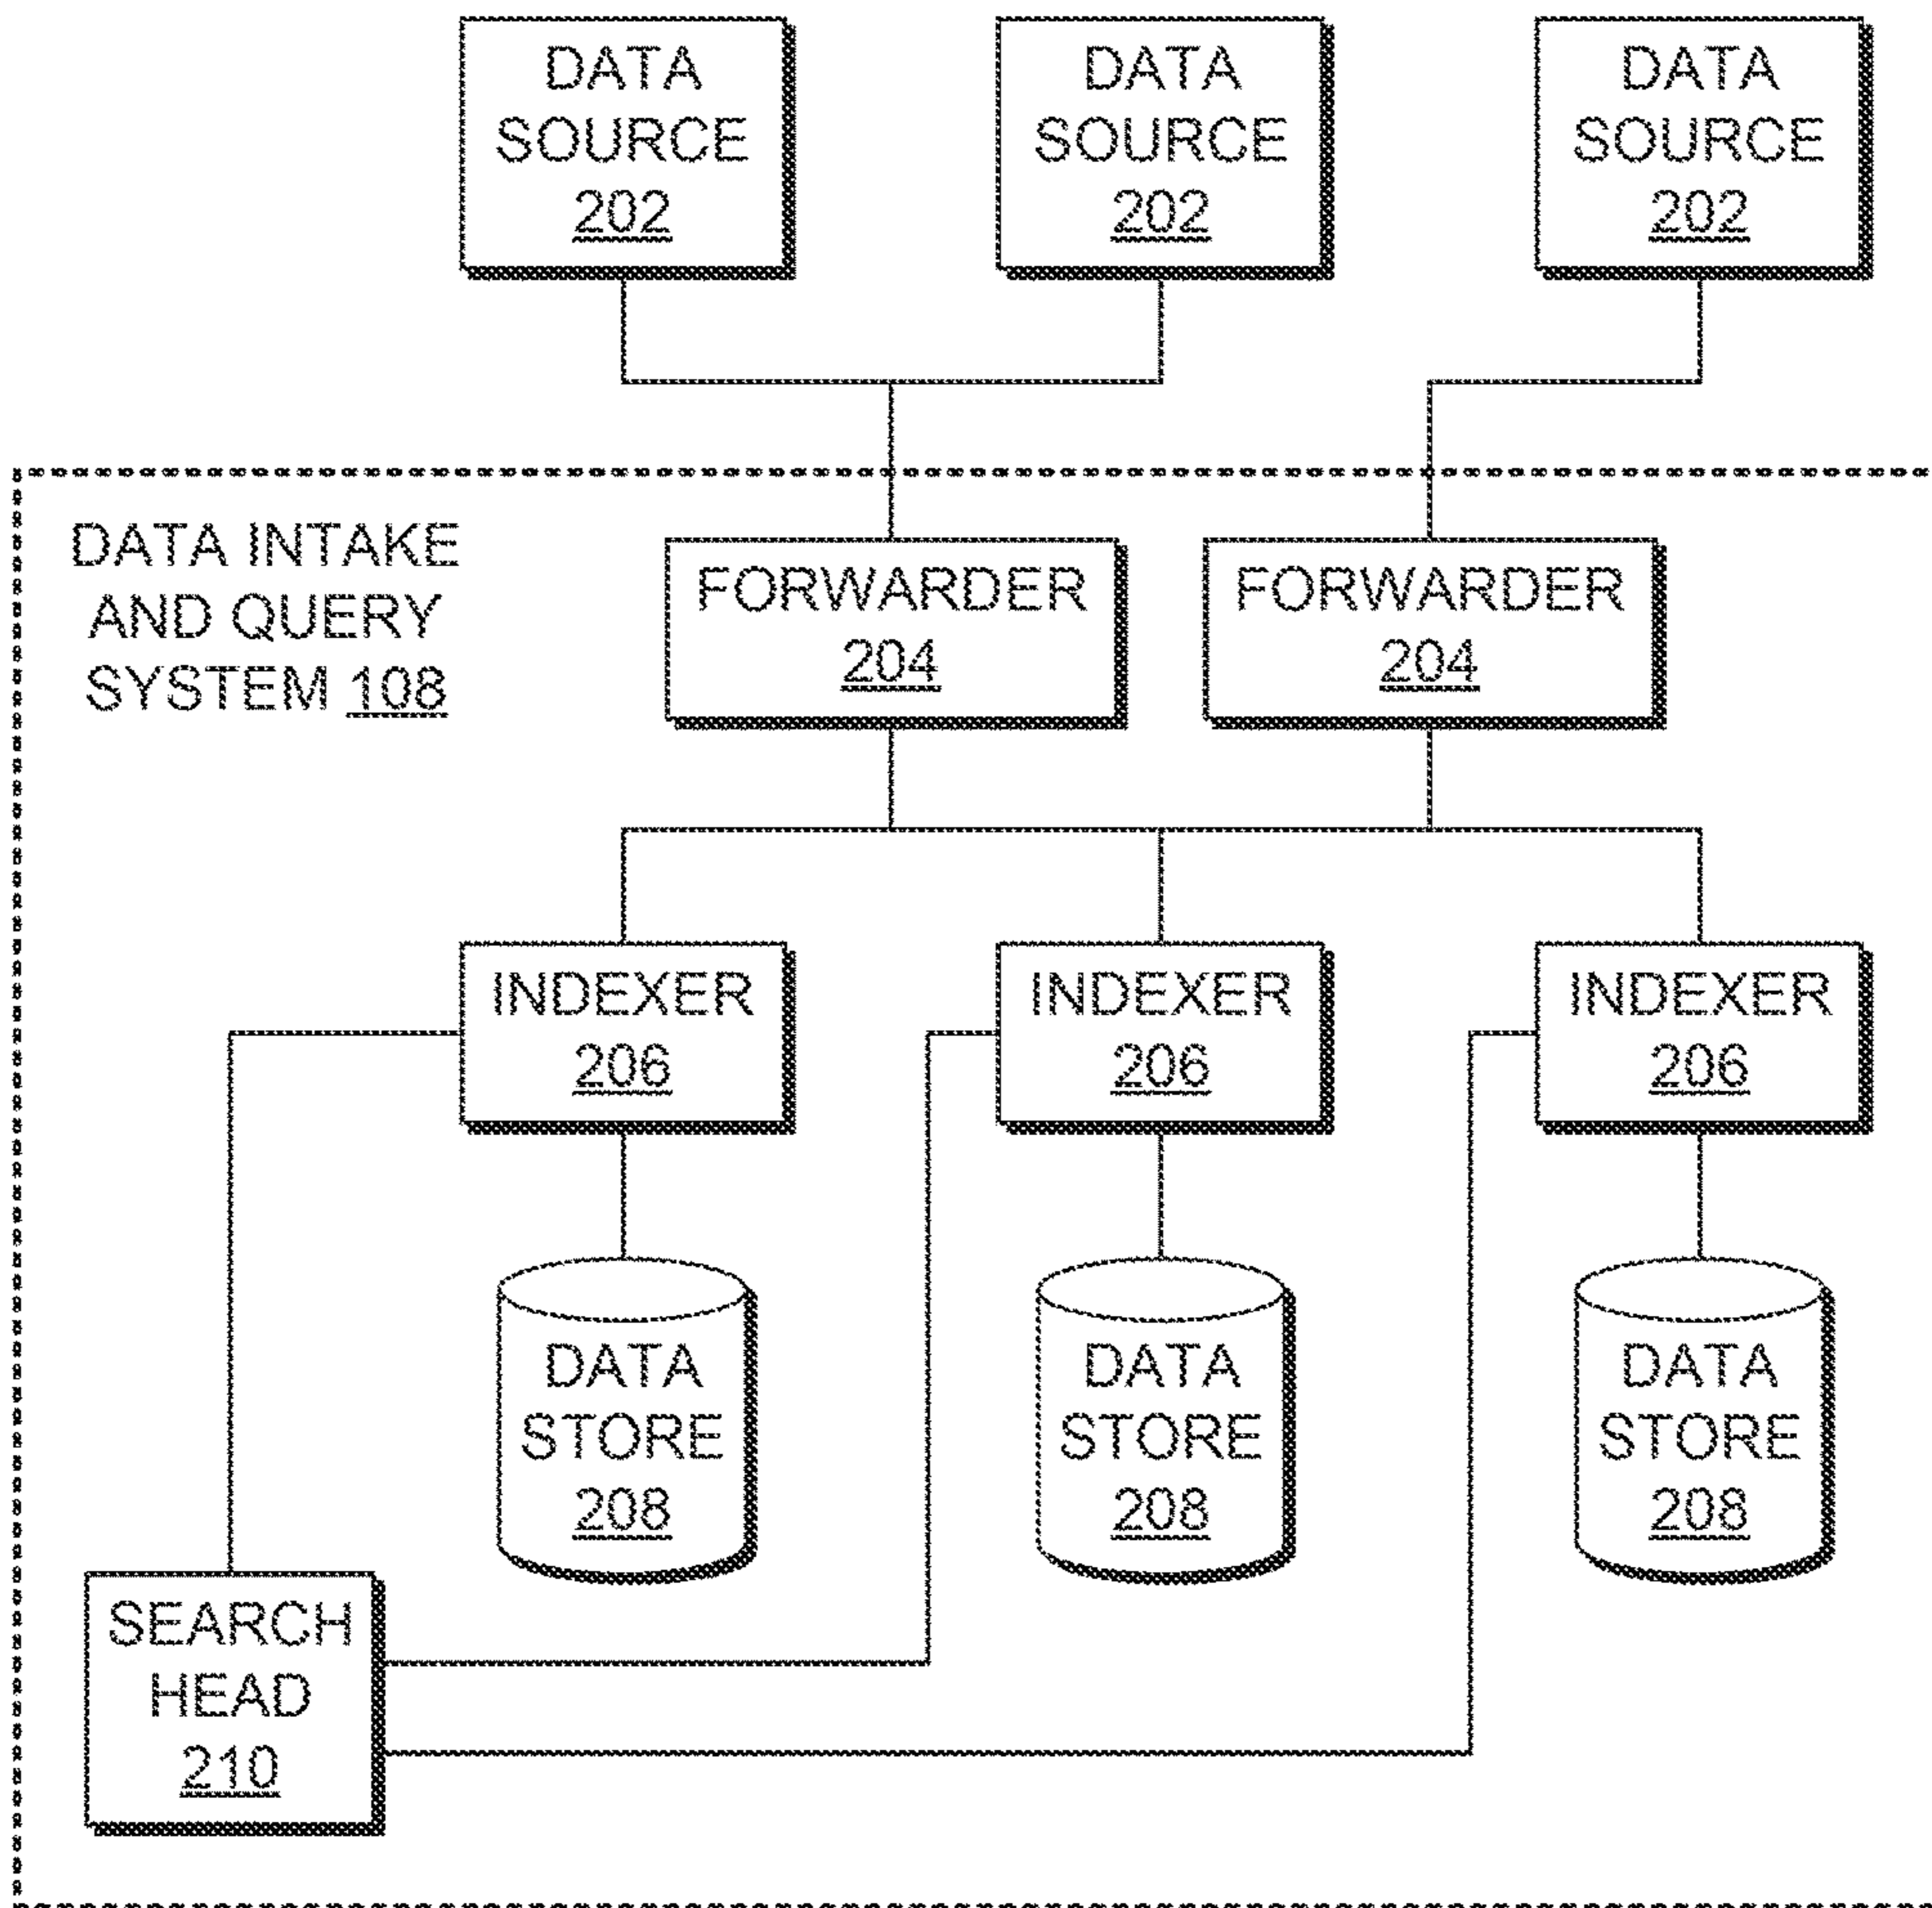 DATA
SOURCE
202
DATA
SOURCE
202
DATA
SOURCE
202
DATA INTAKE
AND QUERY
SYSTEM 108
FORWARDER
204
FORWARDER
204
INDEXER
206
INDEXER
206
INDEXER
206
DATA
STORE
208
DATA
STORE
208
DATA
STORE
208
SEARCH
HEAD
210